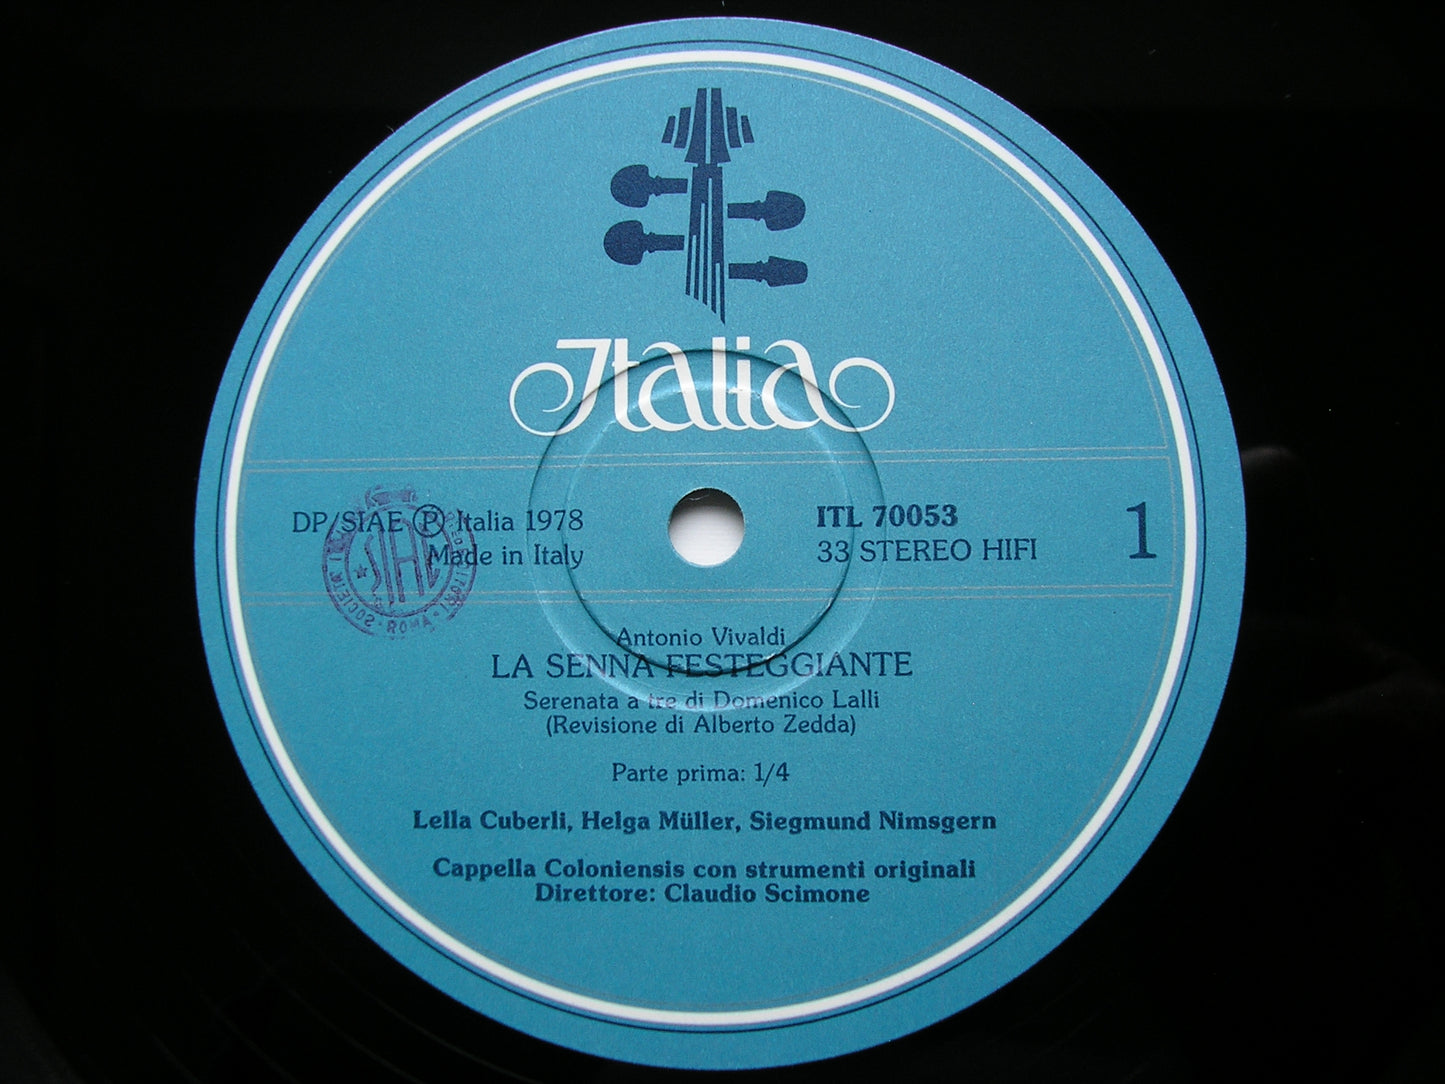 Italia
DP/SIAE Ⓟ Italia 1978
Made in Italy
SIAE
ROMA
ITL 70053
33 STEREO HIFI
1
Antonio Vivaldi
LA SENNA FESTEGGIANTE
Serenata a tre di Domenico Lalli
(Revisione di Alberto Zedda)
Parte prima: 1/4
Lella Cuberli, Helga Müller, Siegmund Nimsgern
Cappella Coloniensis con strumenti originali
Direttore: Claudio Scimone